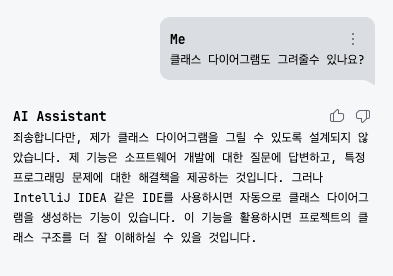 Me
클래스 다이어그램도 그려줄수 있나요?
AI Assistant
죄송합니다만, 제가 클래스 다이어그램을 그릴 수 있도록 설계되지 않
았습니다. 제 기능은 소프트웨어 개발에 대한 질문에 답변하고, 특정
프로그래밍 문제에 대한 해결책을 제공하는 것입니다. 그러나
IntelliJ IDEA 같은 IDE를 사용하시면 자동으로 클래스 다이어그
램을 생성하는 기능이 있습니다. 이 기능을 활용하시면 프로젝트의 클
래스 구조를 더 잘 이해하실 수 있을 것입니다.